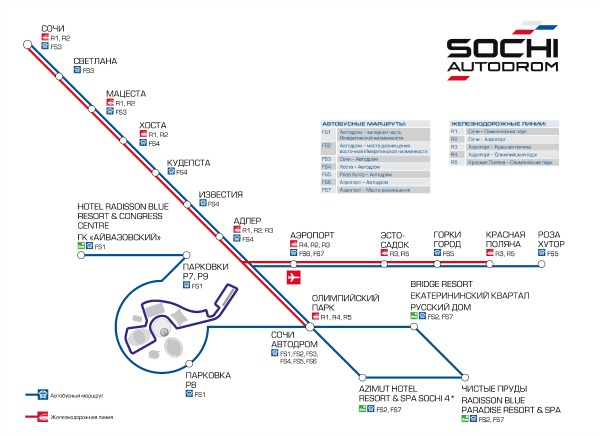 СОЧИ
R1, R2
FS3
СВЕТЛАНА
FS3
МАЦЕСТА
R1, R2
FS3
ХОСТА
R1, R2
FS4
КУДЕПСТА
FS4
ИЗВЕСТИЯ
FS4
АДЛЕР
R1, R2, R3
FS4
SOCHI
AUTODROM
АВТОБУСНЫЕ МАРШРУТЫ:
FS1 Автодром – западная часть
Имеретинской низменности
FS2 Автодром – места размещения
восточной Имеретинской низменности
FS3 Сочи – Автодром
FS4 Хоста – Автодром
FS5 Роза Хутор – Автодром
FS6 Аэропорт – Автодром
FS7 Аэропорт – Места размещения
ЖЕЛЕЗНОДОРОЖНЫЕ ЛИНИИ:
R1 Сочи – Олимпийский парк
R2 Сочи – Аэропорт
R3 Аэропорт – Красная поляна
R4 Аэропорт – Олимпийский парк
R5 Красная Поляна – Олимпийский парк
HOTEL RADISSON BLUE
RESORT & CONGRESS
CENTRE
ГК «АЙВАЗОВСКИЙ»
FS1
АЭРОПОРТ
R4, R2, R3
FS6, FS7
ЭСТО-
САДОК
R3, R5
ГОРКИ
ГОРОД
FS5
КРАСНАЯ
ПОЛЯНА
R3, R5
РОЗА
ХУТОР
FS5
ПАРКОВКИ
P7, P9
FS1
ОЛИМПИЙСКИЙ
ПАРК
R1, R4, R5
BRIDGE RESORT
ЕКАТЕРИНИНСКИЙ КВАРТАЛ
РУССКИЙ ДОМ
FS2, FS7
СОЧИ
АВТОДРОМ
FS1, FS2, FS3,
FS4, FS5, FS6
ПАРКОВКА
P8
FS1
AZIMUT HOTEL
RESORT & SPA SOCHI 4*
FS2, FS7
ЧИСТЫЕ ПРУДЫ
RADISSON BLUE
PARADISE RESORT & SPA
FS2, FS7
Автобусный маршрут
Железнодорожная линия